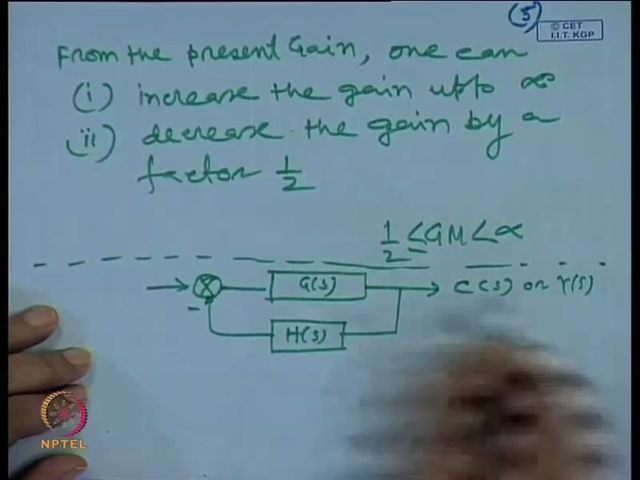 (5)
© CET
I.I.T. KGP
From the present Gain, one can
(i) increase the gain upto ∞
(ii) decrease the gain by a
factor 1/2
1/2 ≤ GM < ∝
G(s)
C(s) or Y(s)
-
H(s)
NPTEL